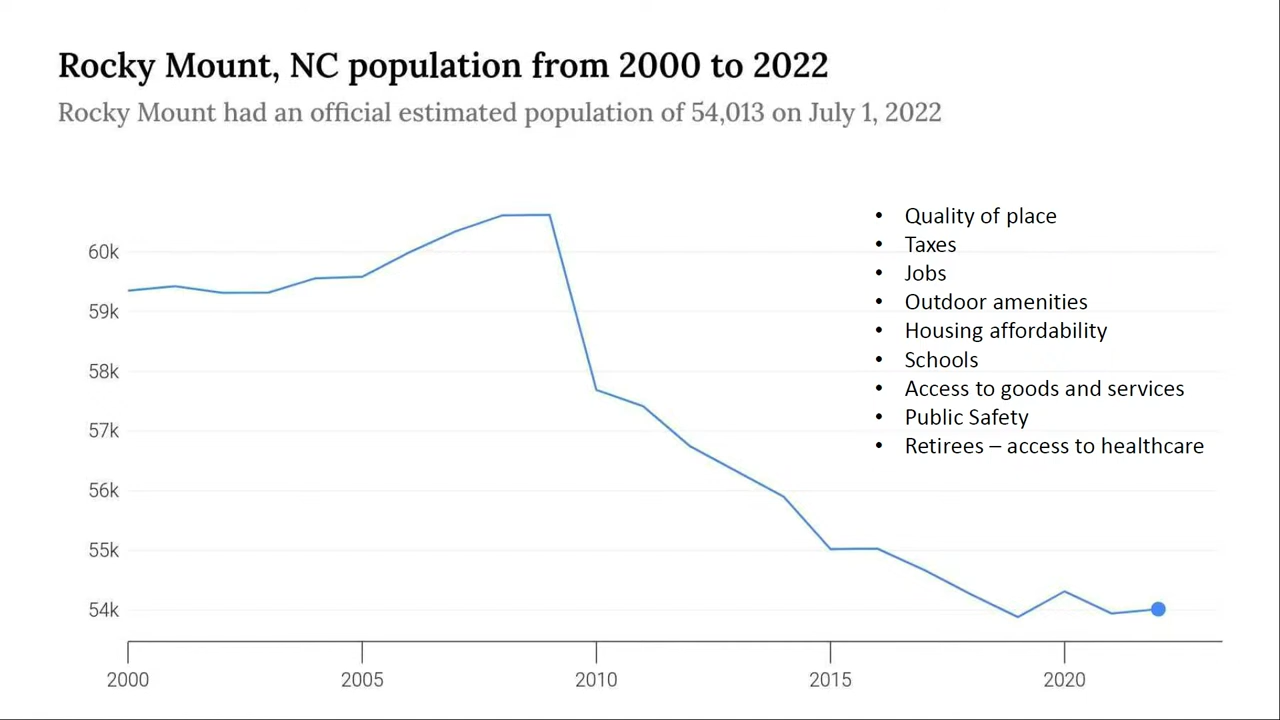 Rocky Mount, NC population from 2000 to 2022
Rocky Mount had an official estimated population of 54,013 on July 1, 2022
• Quality of place
• Taxes
• Jobs
• Outdoor amenities
• Housing affordability
• Schools
• Access to goods and services
• Public Safety
• Retirees – access to healthcare
60k
59k
58k
57k
56k
55k
54k
2000 2005 2010 2015 2020